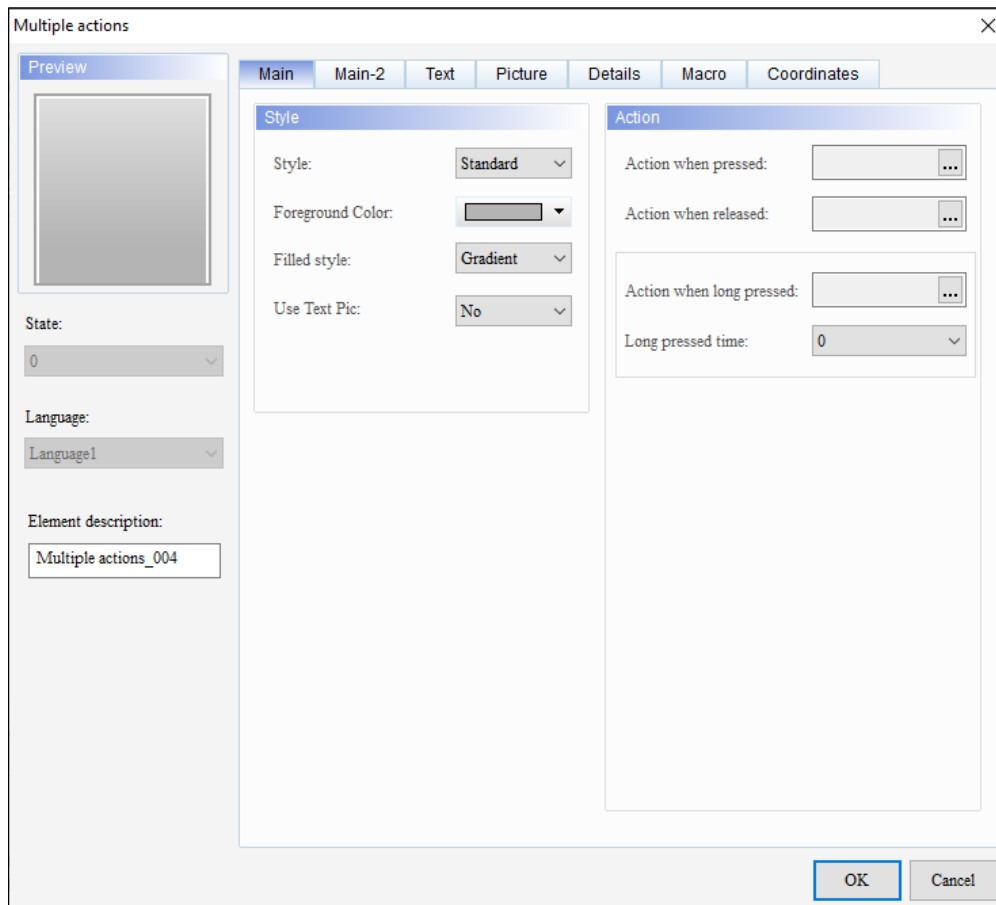 Multiple actions
Preview
Main Main-2 Text Picture Details Macro Coordinates
Style
Style: Standard
Foreground Color:
Filled style: Gradient
Use Text Pic: No
Action
Action when pressed: ...
Action when released: ...
Action when long pressed: ...
Long pressed time: 0
State:
0
Language:
Language1
Element description:
Multiple actions_004
OK Cancel